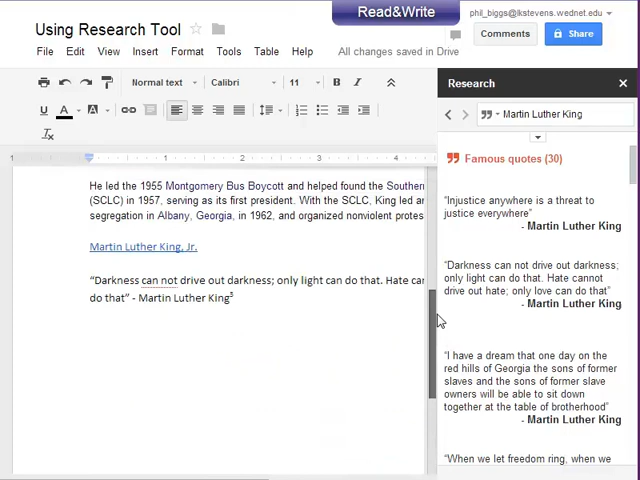 Read&Write
phil_biggs@lkstevens.wednet.edu
Using Research Tool
Comments
Share
File Edit View Insert Format Tools Table Help All changes saved in Drive
Normal text Calibri 11 B I
U A A
Research
Martin Luther King
1 1 2 3 4
Famous quotes (30)
He led the 1955 Montgomery Bus Boycott and helped found the Southern
(SCLC) in 1957, serving as its first president. With the SCLC, King led an
segregation in Albany, Georgia, in 1962, and organized nonviolent protes
Martin Luther King, Jr.
“Darkness can not drive out darkness; only light can do that. Hate can
do that” - Martin Luther King³
“Injustice anywhere is a threat to
justice everywhere”
- Martin Luther King
“Darkness can not drive out darkness;
only light can do that. Hate cannot
drive out hate; only love can do that”
- Martin Luther King
“I have a dream that one day on the
red hills of Georgia the sons of former
slaves and the sons of former slave
owners will be able to sit down
together at the table of brotherhood”
- Martin Luther King
“When we let freedom ring, when we